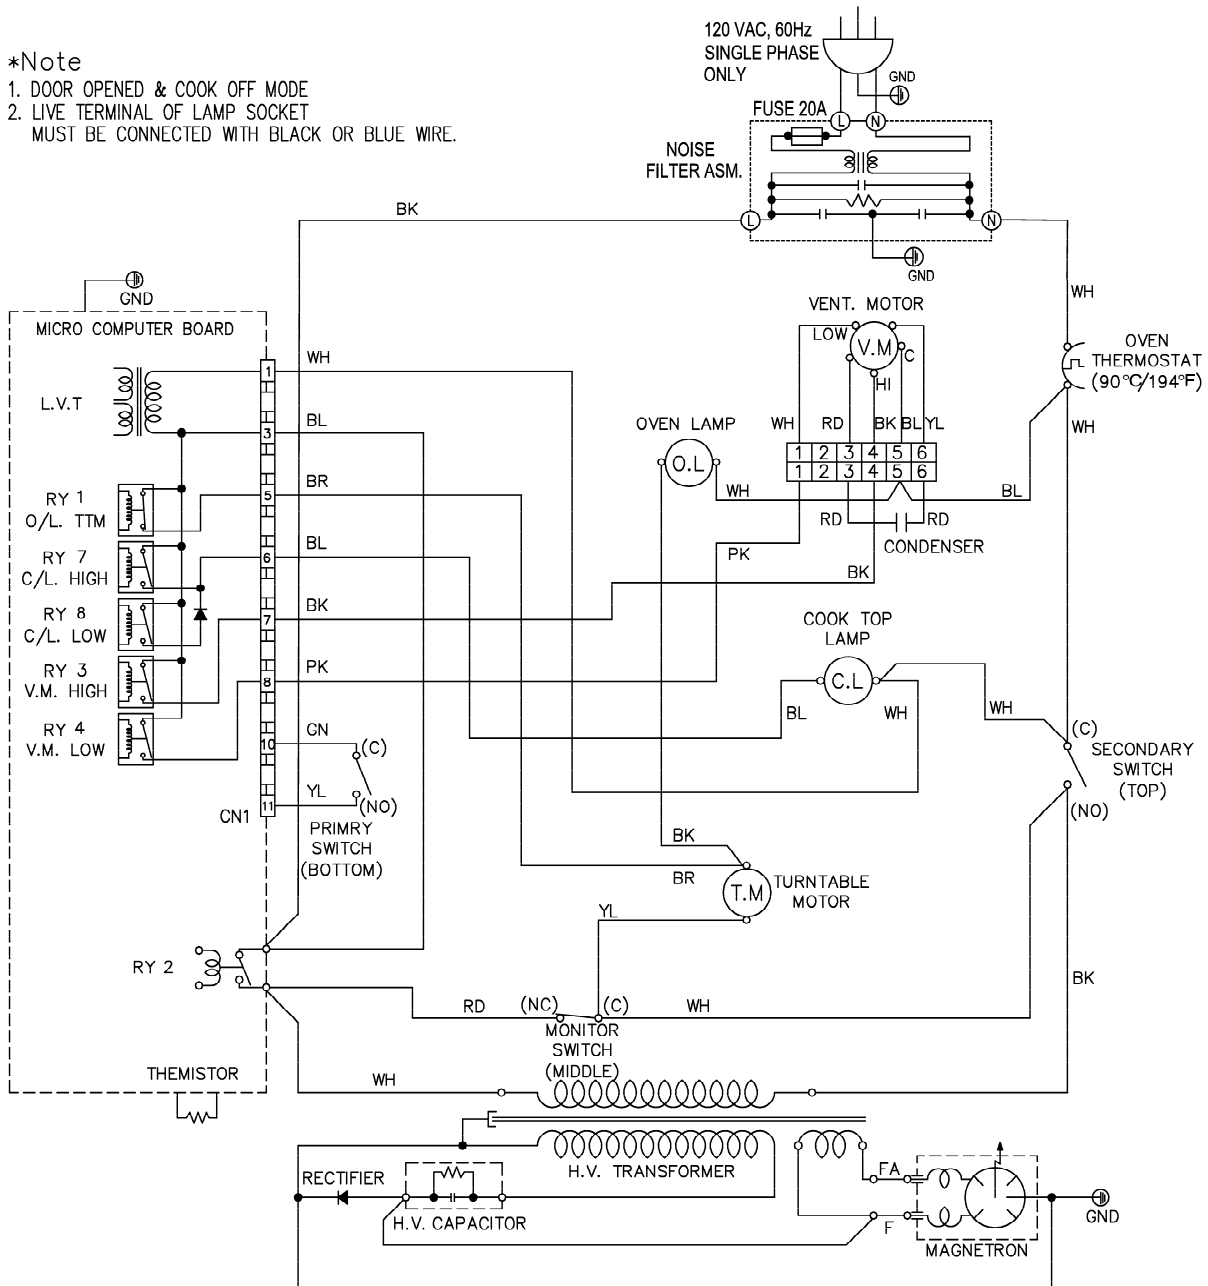 *Note
1. DOOR OPENED & COOK OFF MODE
2. LIVE TERMINAL OF LAMP SOCKET
MUST BE CONNECTED WITH BLACK OR BLUE WIRE.
120 VAC, 60Hz
SINGLE PHASE
ONLY
GND
FUSE 20A
L
N
NOISE
FILTER ASM.
L
N
GND
BK
WH
GND
MICRO COMPUTER BOARD
VENT. MOTOR
LOW
V.M
C
HI
OVEN
THERMOSTAT
(90°C/194°F)
WH
L.V.T
1
WH
3
BL
OVEN LAMP
O.L
WH
RD
BK
BL
YL
1
2
3
4
5
6
1
2
3
4
5
6
WH
BL
RY 1
O/L. TTM
5
BR
RD
RD
CONDENSER
PK
BK
RY 7
C/L. HIGH
6
BL
RY 8
C/L. LOW
7
BK
COOK TOP
LAMP
C.L
BL
WH
WH
RY 3
V.M. HIGH
8
PK
RY 4
V.M. LOW
10
GN
(C)
(C)
SECONDARY
SWITCH
(TOP)
(NO)
11
YL
(NO)
CN1
PRIMRY
SWITCH
(BOTTOM)
BK
BR
T.M
TURNTABLE
MOTOR
YL
RY 2
RD
(NC)
(C)
WH
BK
MONITOR
SWITCH
(MIDDLE)
THEMISTOR
WH
H.V. TRANSFORMER
RECTIFIER
H.V. CAPACITOR
FA
F
GND
MAGNETRON